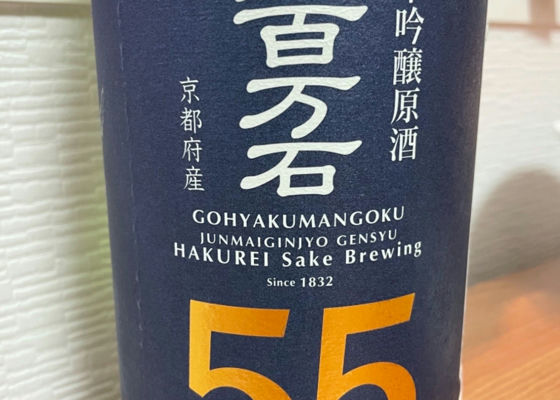 吟醸原酒
百万石
京都府産
GOHYAKUMANGOKU
JUNMAIGINJYO GENSYU
HAKUREI Sake Brewing
Since 1832
55